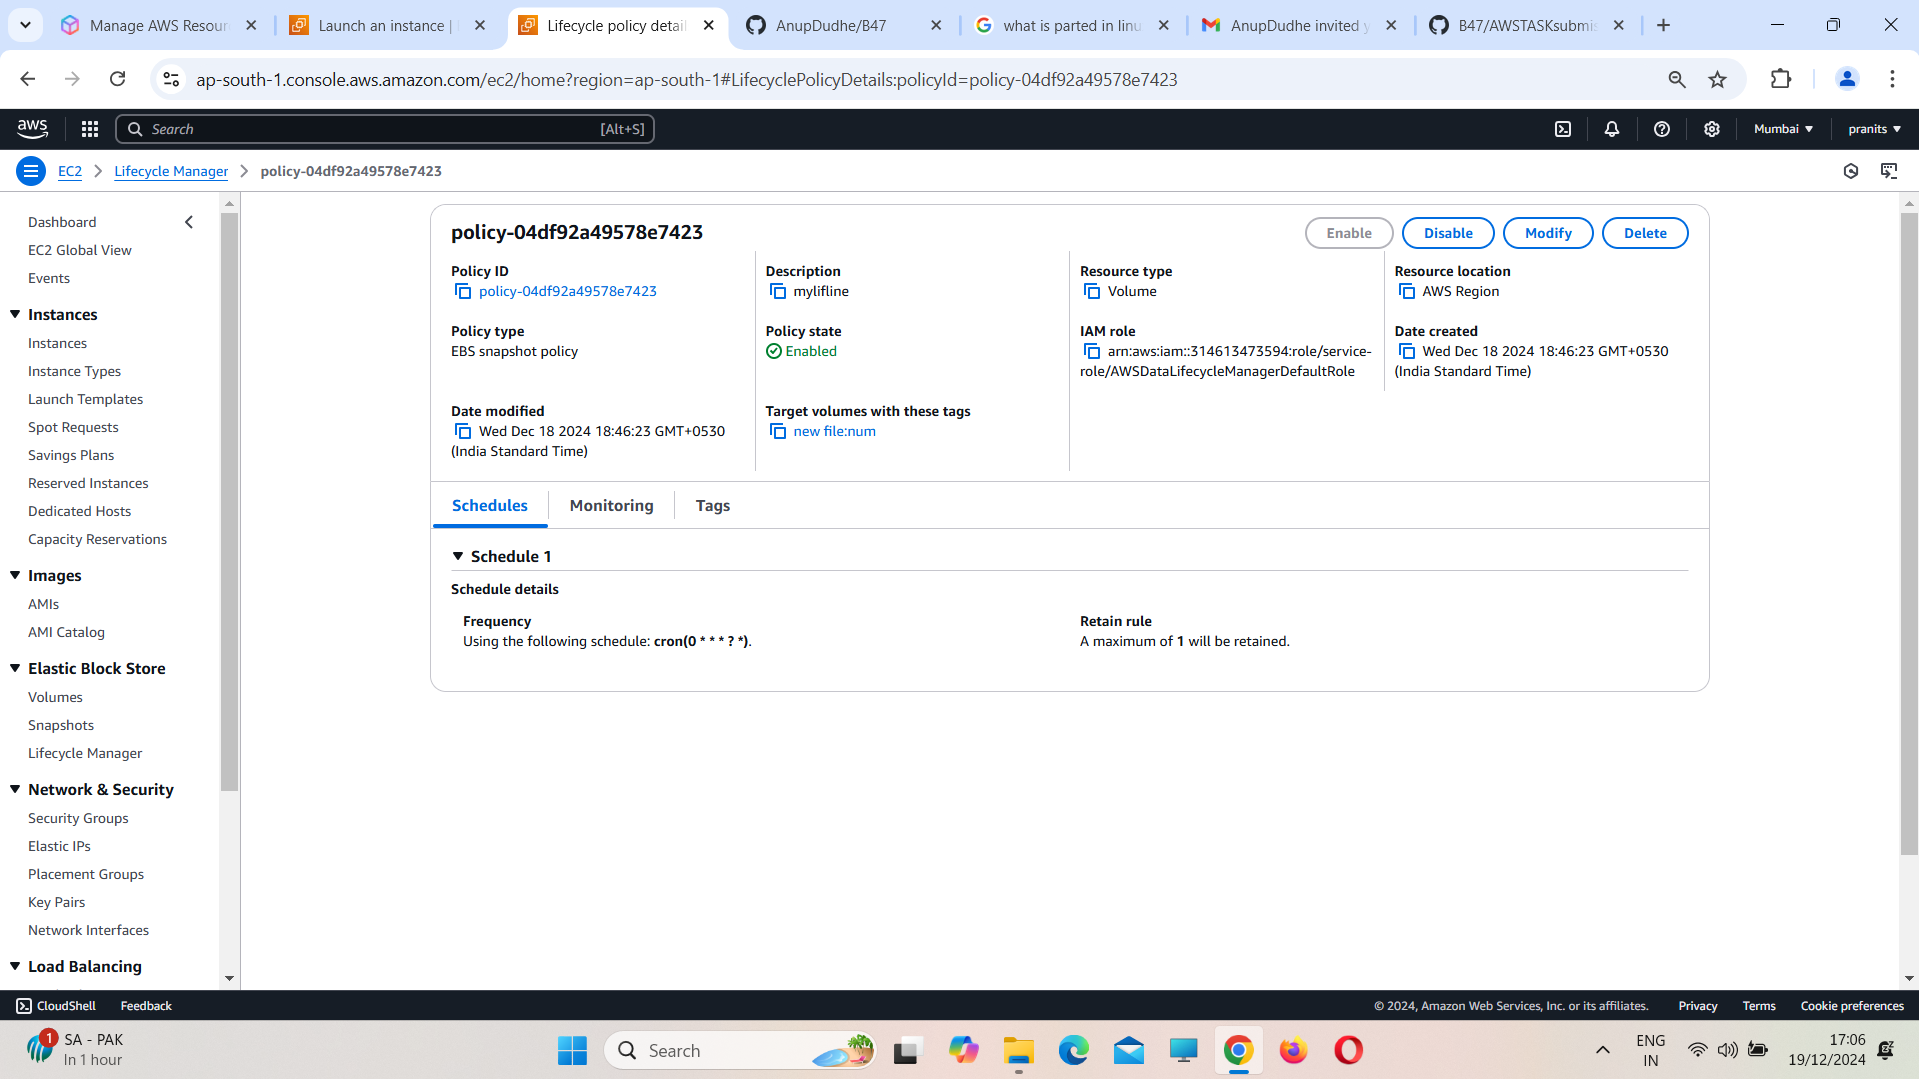 Manage AWS Resour
Launch an instance |
Lifecycle policy detail
AnupDudhe/B47
what is parted in linu
AnupDudhe invited y
B47/AWSTASKsubmis
ap-south-1.console.aws.amazon.com/ec2/home?region=ap-south-1#LifecyclePolicyDetails:policyId=policy-04df92a49578e7423
aws
Search
[Alt+S]
Mumbai
pranits
EC2
Lifecycle Manager
policy-04df92a49578e7423
Dashboard
EC2 Global View
Events
Instances
Instances
Instance Types
Launch Templates
Spot Requests
Savings Plans
Reserved Instances
Dedicated Hosts
Capacity Reservations
Images
AMIs
AMI Catalog
Elastic Block Store
Volumes
Snapshots
Lifecycle Manager
Network & Security
Security Groups
Elastic IPs
Placement Groups
Key Pairs
Network Interfaces
Load Balancing
policy-04df92a49578e7423
Enable
Disable
Modify
Delete
Policy ID
policy-04df92a49578e7423
Description
mylifline
Resource type
Volume
Resource location
AWS Region
Policy type
EBS snapshot policy
Policy state
Enabled
IAM role
arn:aws:iam::314613473594:role/service-
role/AWSDataLifecycleManagerDefaultRole
Date created
Wed Dec 18 2024 18:46:23 GMT+0530
(India Standard Time)
Date modified
Wed Dec 18 2024 18:46:23 GMT+0530
(India Standard Time)
Target volumes with these tags
new file:num
Schedules
Monitoring
Tags
Schedule 1
Schedule details
Frequency
Using the following schedule: cron(0 * * * ? *).
Retain rule
A maximum of 1 will be retained.
CloudShell
Feedback
© 2024, Amazon Web Services, Inc. or its affiliates.
Privacy
Terms
Cookie preferences
1
SA - PAK
In 1 hour
Search
ENG
IN
17:06
19/12/2024